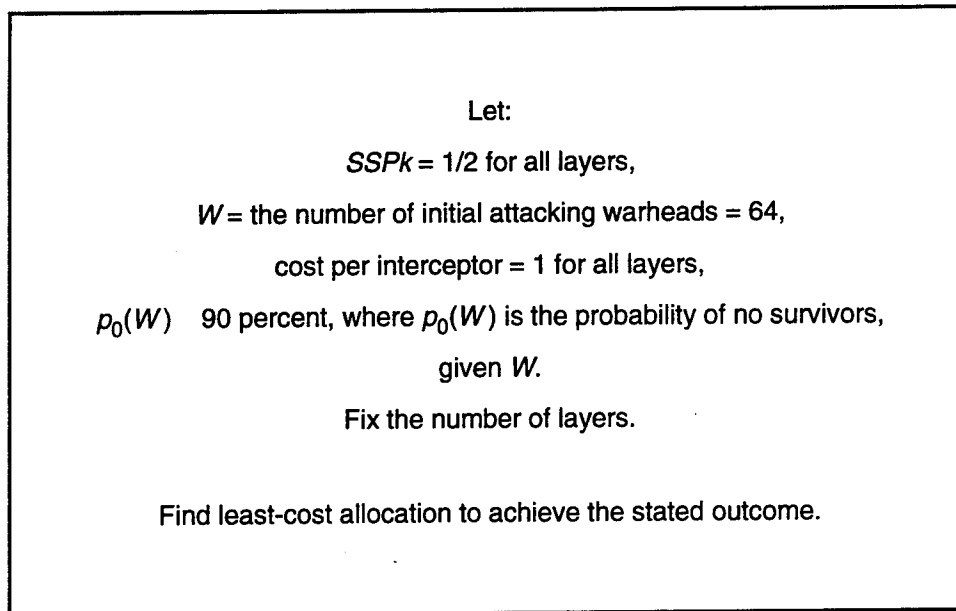 Let:
SSPk = 1/2 for all layers,
W = the number of initial attacking warheads = 64,
cost per interceptor = 1 for all layers,
p₀(W) 90 percent, where p₀(W) is the probability of no survivors,
given W.
Fix the number of layers.
Find least-cost allocation to achieve the stated outcome.